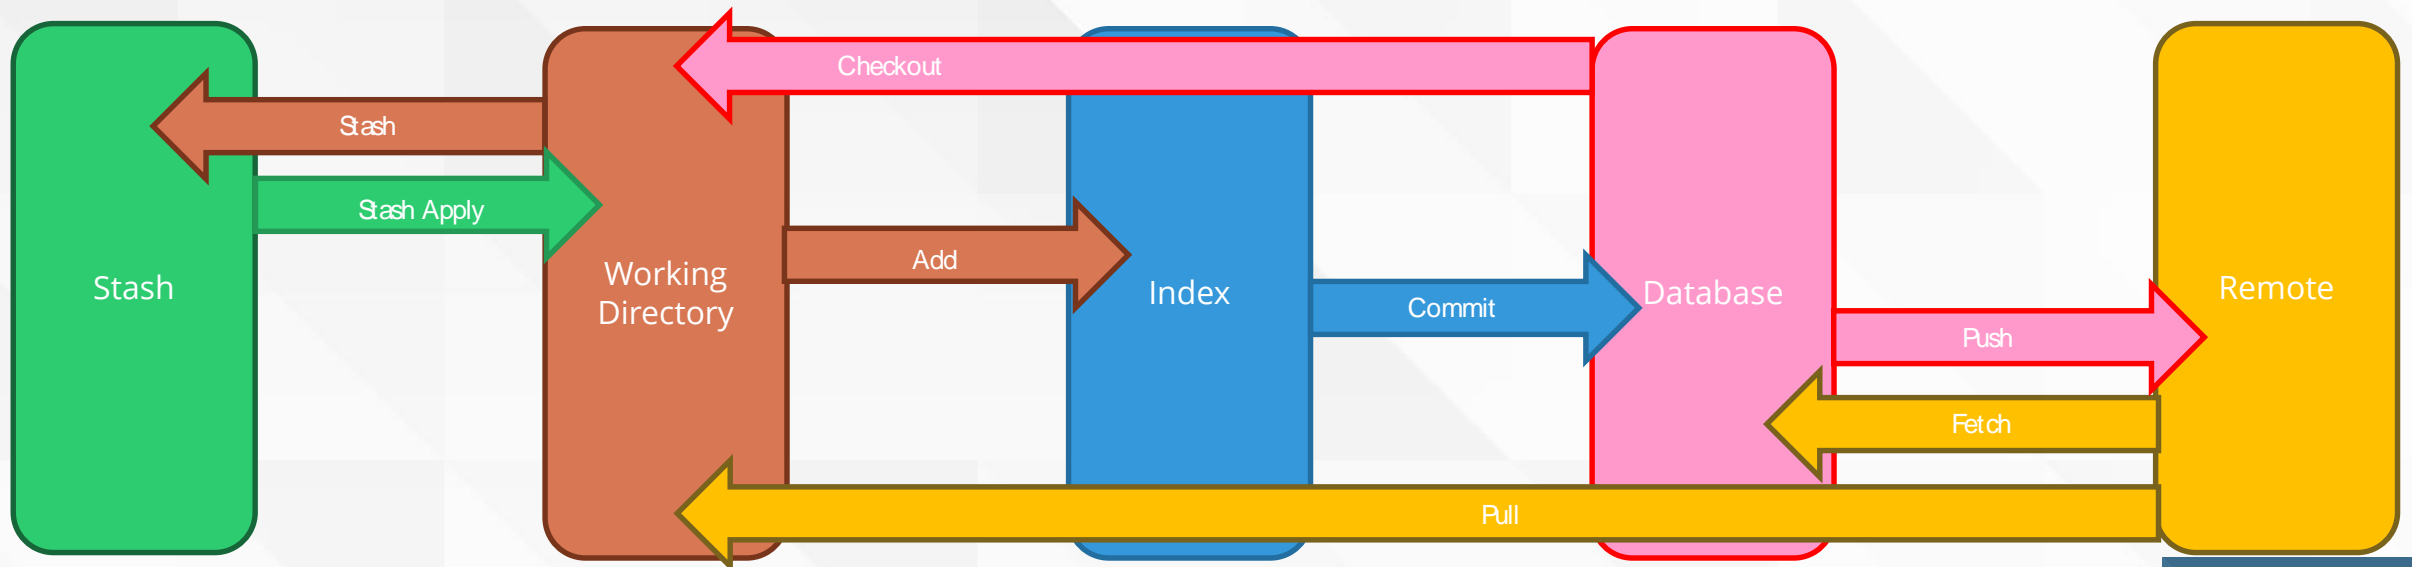 Checkout
Stash
Stash Apply
Add
Stash
Working
Directory
Index
Commit
Database
Remote
Push
Fetch
Pull